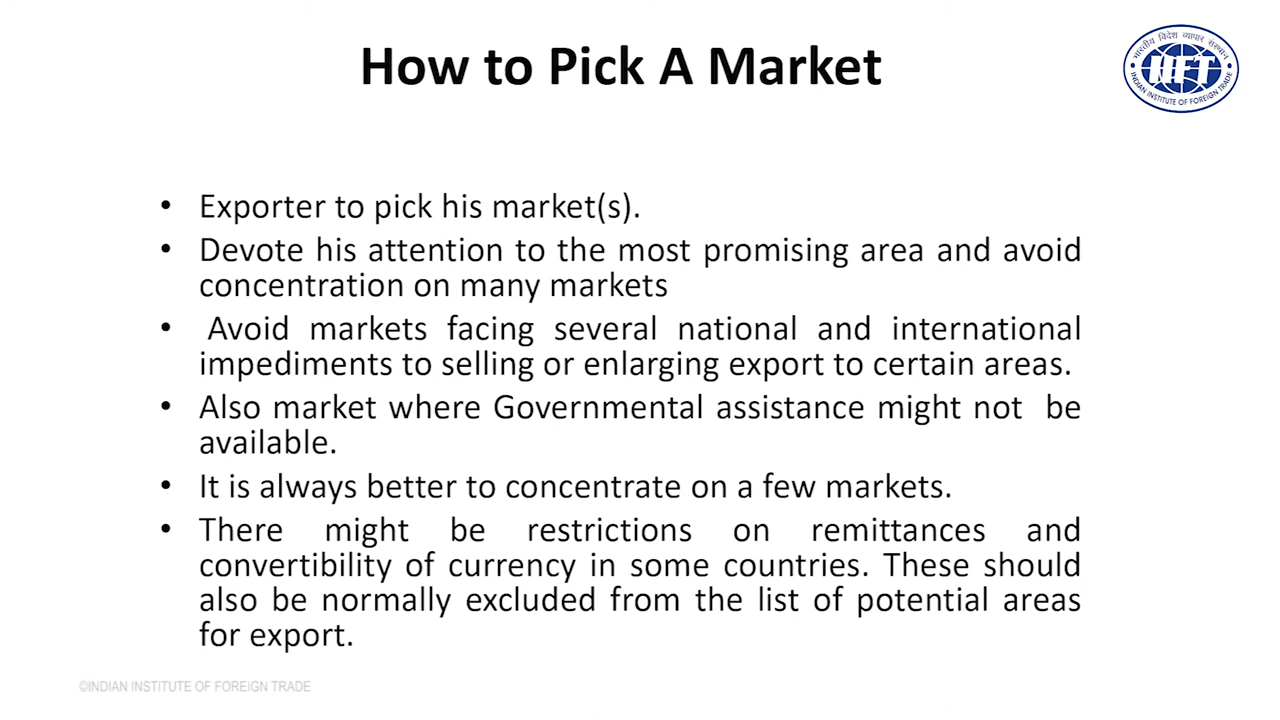 How to Pick A Market
भारतीय विदेश व्यापार संस्थान
IIFT
INDIAN INSTITUTE OF FOREIGN TRADE
• Exporter to pick his market(s).
• Devote his attention to the most promising area and avoid
concentration on many markets
• Avoid markets facing several national and international
impediments to selling or enlarging export to certain areas.
• Also market where Governmental assistance might not be
available.
• It is always better to concentrate on a few markets.
• There might be restrictions on remittances and
convertibility of currency in some countries. These should
also be normally excluded from the list of potential areas
for export.
©INDIAN INSTITUTE OF FOREIGN TRADE